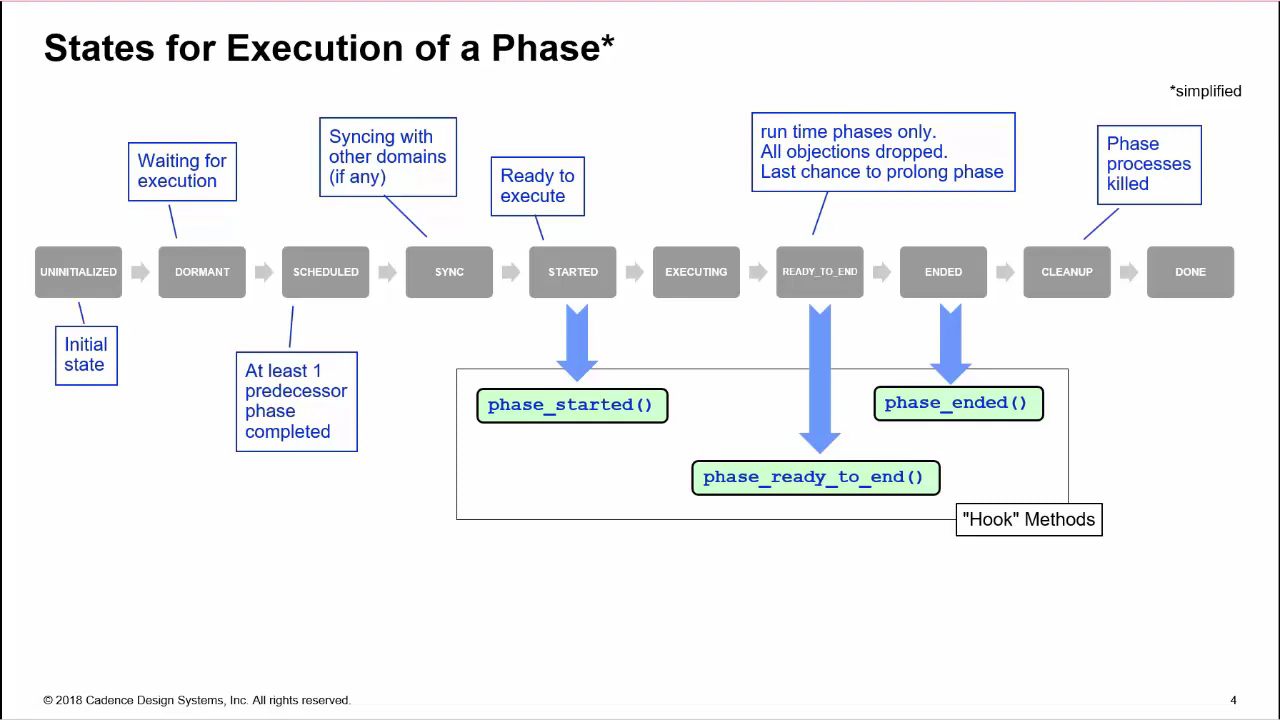 States for Execution of a Phase*
*simplified
Waiting for
execution
Syncing with
other domains
(if any)
Ready to
execute
run time phases only.
All objections dropped.
Last chance to prolong phase
Phase
processes
killed
UNINITIALIZED
DORMANT
SCHEDULED
SYNC
STARTED
EXECUTING
READY_TO_END
ENDED
CLEANUP
DONE
Initial
state
At least 1
predecessor
phase
completed
phase_started()
phase_ended()
phase_ready_to_end()
"Hook" Methods
© 2018 Cadence Design Systems, Inc. All rights reserved.
4